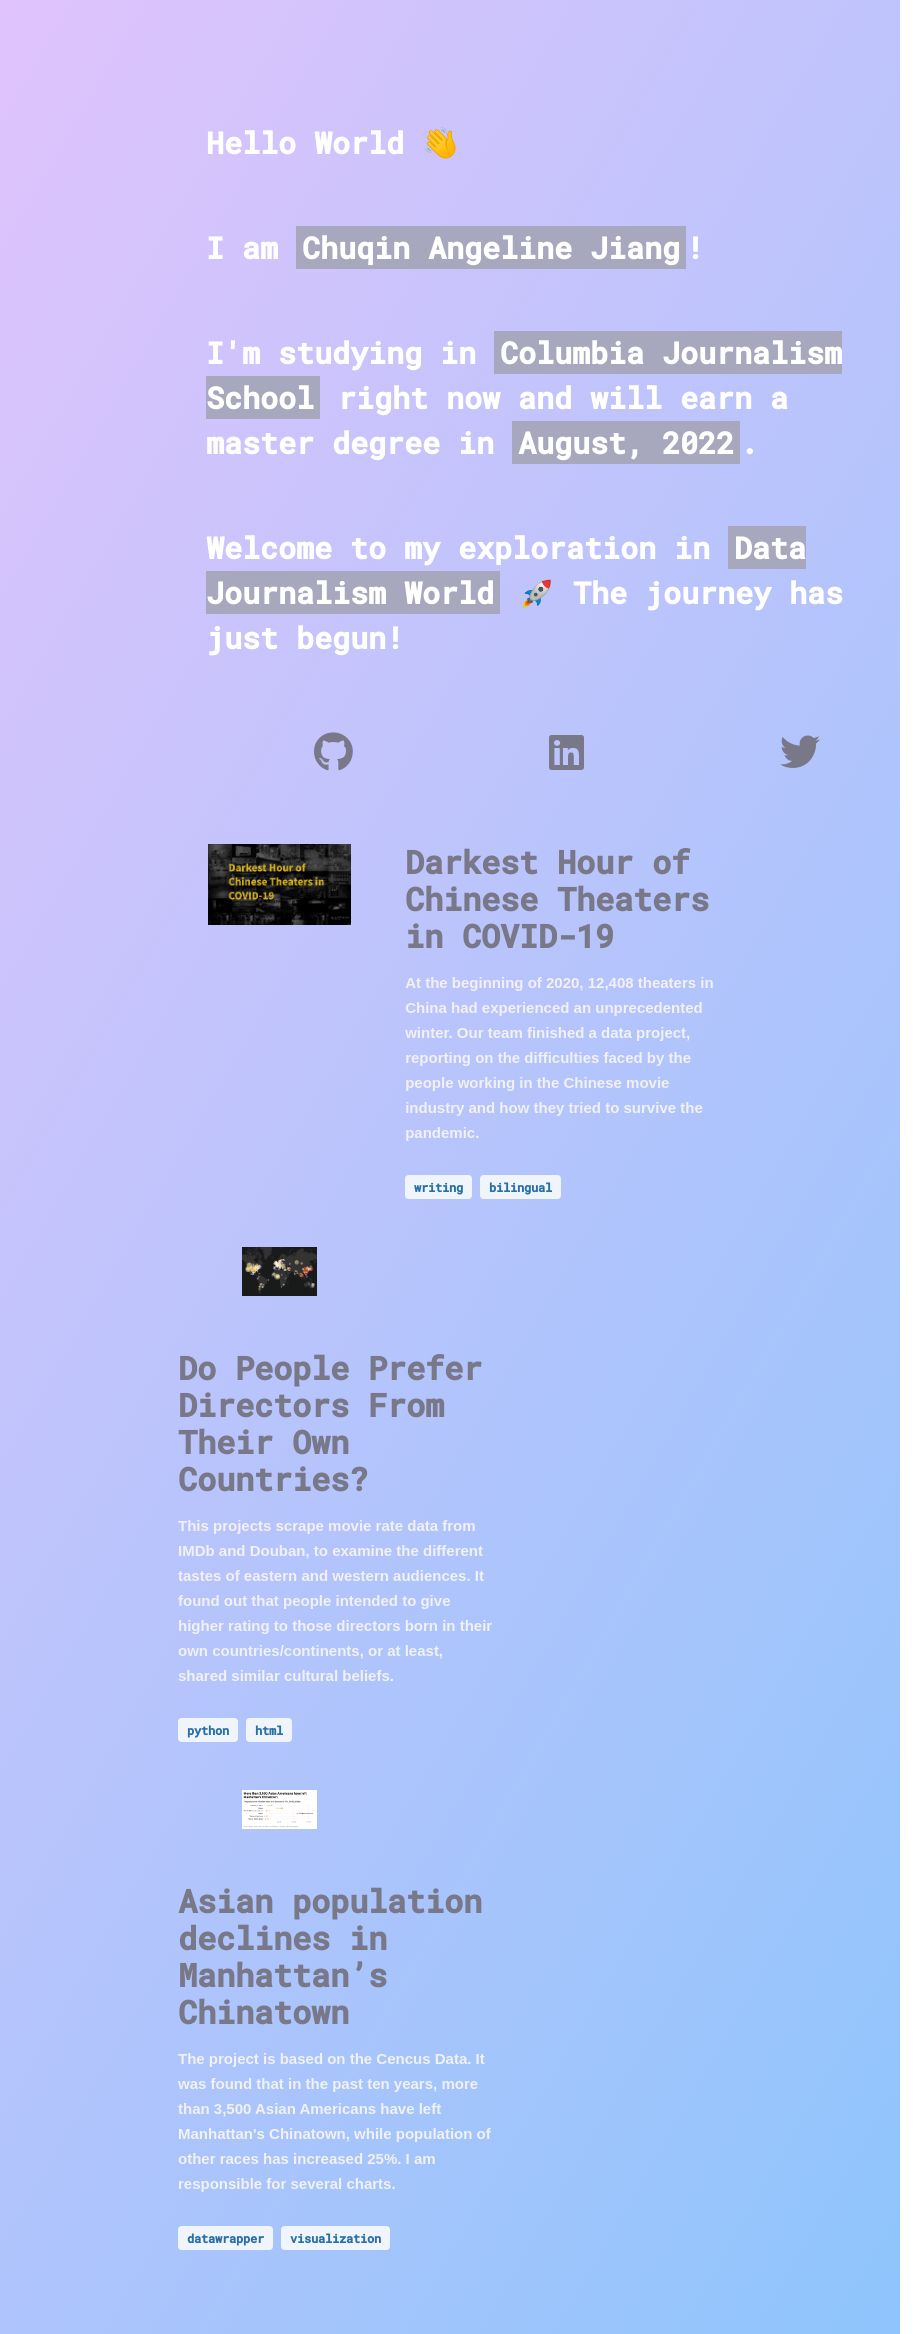 Hello World 👋
I am Chuqin Angeline Jiang!
I'm studying in Columbia Journalism
School right now and will earn a
master degree in August, 2022.
Welcome to my exploration in Data
Journalism World 🚀 The journey has
just begun!
Darkest Hour of
Chinese Theaters in
COVID-19
Darkest Hour of
Chinese Theaters
in COVID-19
At the beginning of 2020, 12,408 theaters in
China had experienced an unprecedented
winter. Our team finished a data project,
reporting on the difficulties faced by the
people working in the Chinese movie
industry and how they tried to survive the
pandemic.
writing bilingual
Do People Prefer
Directors From
Their Own
Countries?
This projects scrape movie rate data from
IMDb and Douban, to examine the different
tastes of eastern and western audiences. It
found out that people intended to give
higher rating to those directors born in their
own countries/continents, or at least,
shared similar cultural beliefs.
python html
Asian population
declines in
Manhattan’s
Chinatown
The project is based on the Cencus Data. It
was found that in the past ten years, more
than 3,500 Asian Americans have left
Manhattan's Chinatown, while population of
other races has increased 25%. I am
responsible for several charts.
datawrapper visualization